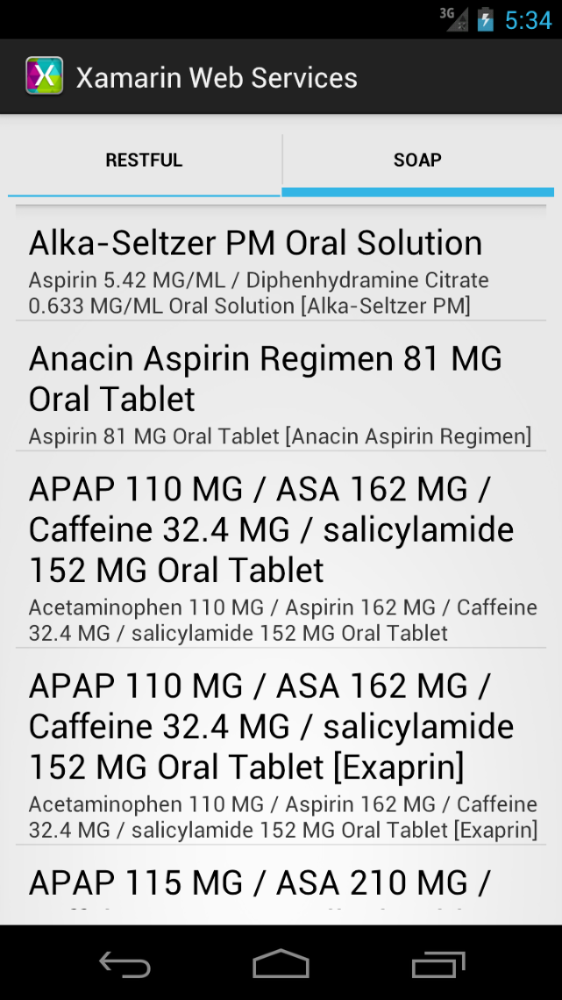 3G 5:34
X Xamarin Web Services
RESTFUL SOAP
Alka-Seltzer PM Oral Solution
Aspirin 5.42 MG/ML / Diphenhydramine Citrate
0.633 MG/ML Oral Solution [Alka-Seltzer PM]
Anacin Aspirin Regimen 81 MG
Oral Tablet
Aspirin 81 MG Oral Tablet [Anacin Aspirin Regimen]
APAP 110 MG / ASA 162 MG /
Caffeine 32.4 MG / salicylamide
152 MG Oral Tablet
Acetaminophen 110 MG / Aspirin 162 MG / Caffeine
32.4 MG / salicylamide 152 MG Oral Tablet
APAP 110 MG / ASA 162 MG /
Caffeine 32.4 MG / salicylamide
152 MG Oral Tablet [Exaprin]
Acetaminophen 110 MG / Aspirin 162 MG / Caffeine
32.4 MG / salicylamide 152 MG Oral Tablet [Exaprin]
APAP 115 MG / ASA 210 MG /